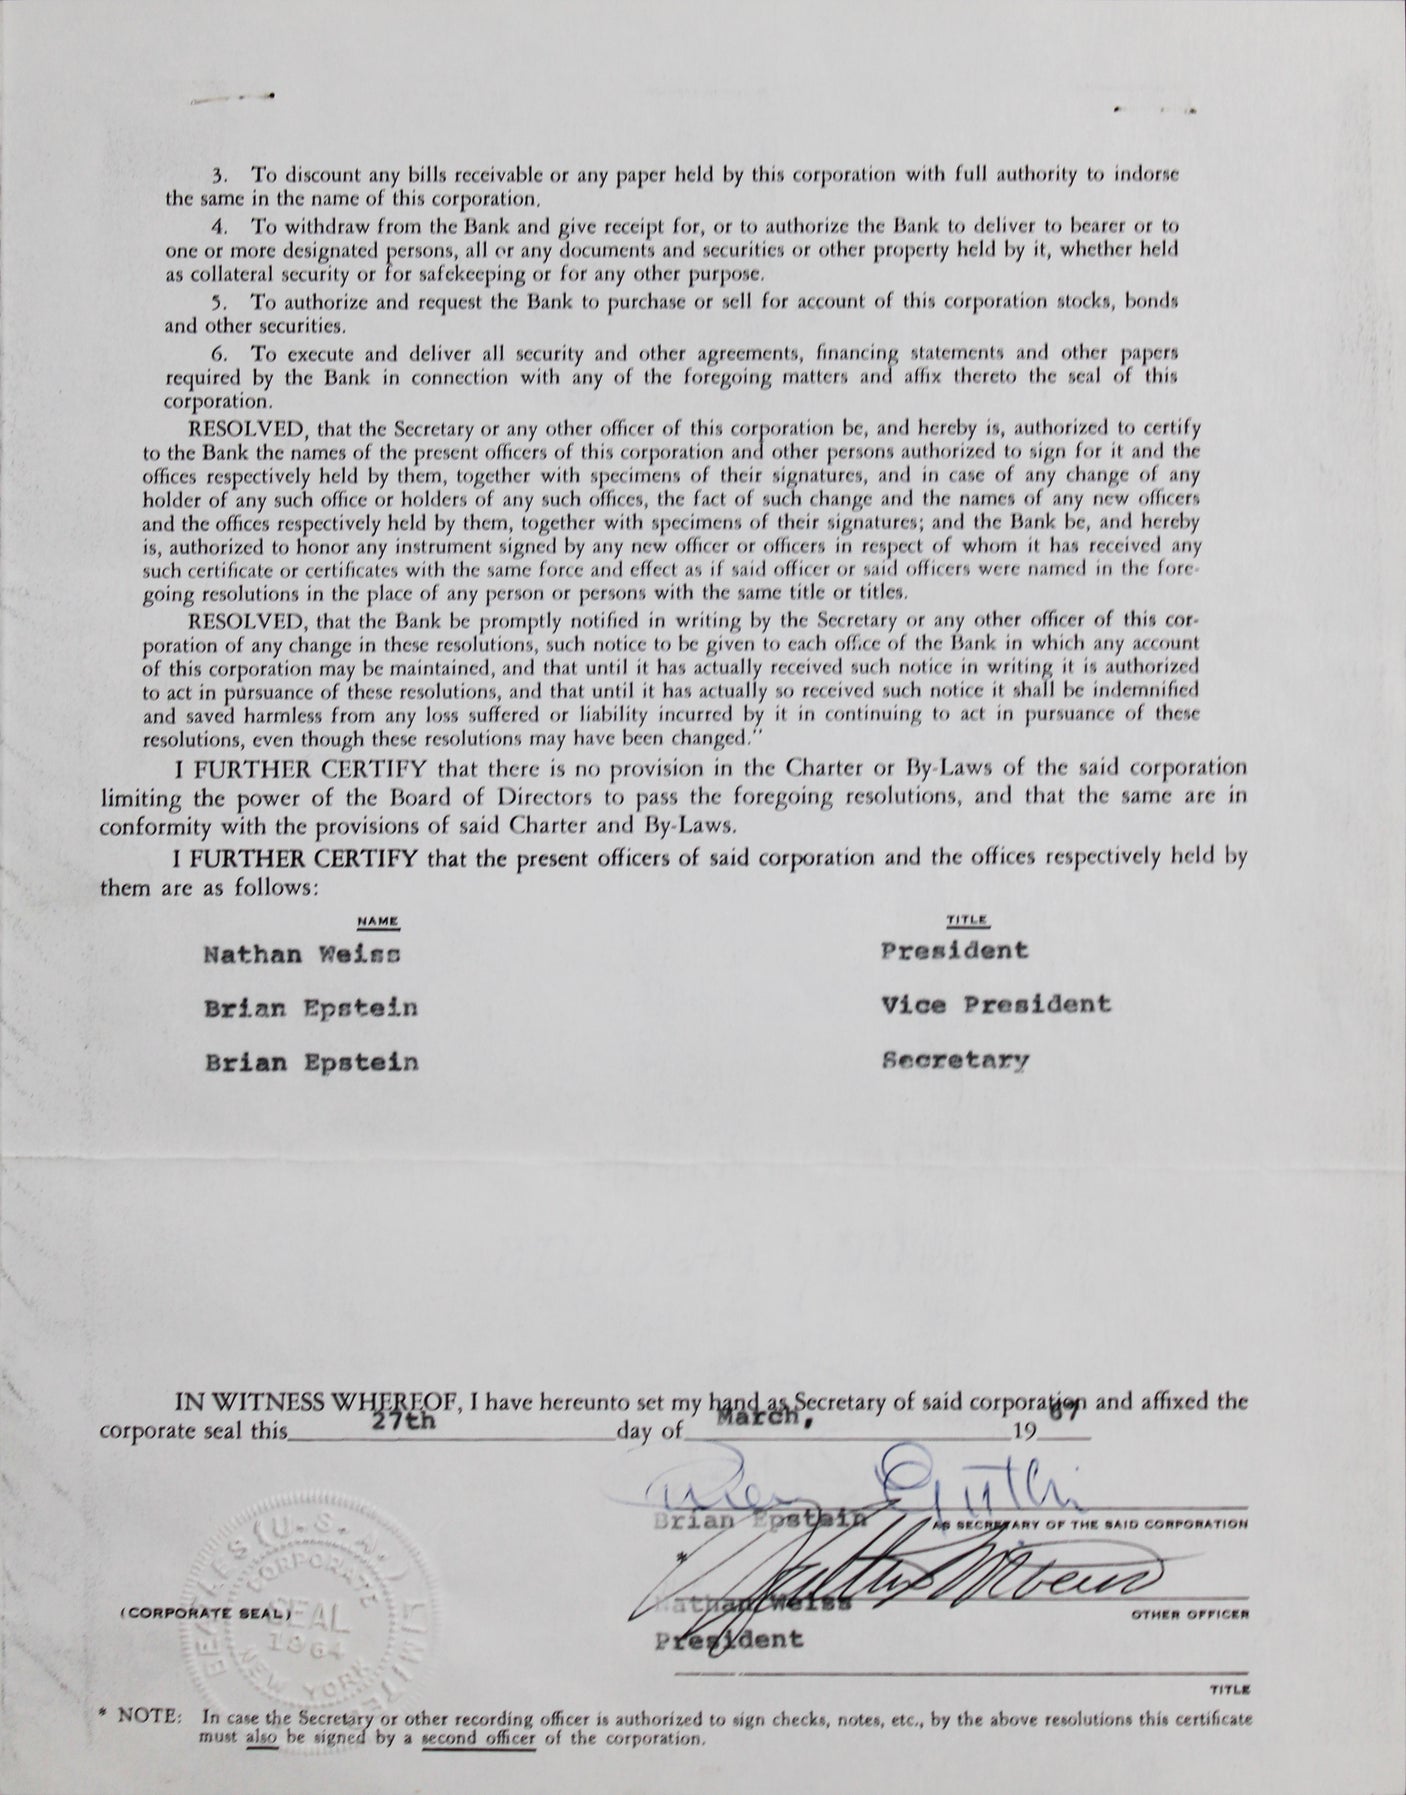 3. To discount any bills receivable or any paper held by this corporation with full authority to indorse
the same in the name of this corporation.
4. To withdraw from the Bank and give receipt for, or to authorize the Bank to deliver to bearer or to
one or more designated persons, all or any documents and securities or other property held by it, whether held
as collateral security or for safekeeping or for any other purpose.
5. To authorize and request the Bank to purchase or sell for account of this corporation stocks, bonds
and other securities.
6. To execute and deliver all security and other agreements, financing statements and other papers
required by the Bank in connection with any of the foregoing matters and affix thereto the seal of this
corporation.
RESOLVED, that the Secretary or any other officer of this corporation be, and hereby is, authorized to certify
to the Bank the names of the present officers of this corporation and other persons authorized to sign for it and the
offices respectively held by them, together with specimens of their signatures, and in case of any change of any
holder of any such office or holders of any such offices, the fact of such change and the names of any new officers
and the offices respectively held by them, together with specimens of their signatures; and the Bank be, and hereby
is, authorized to honor any instrument signed by any new officer or officers in respect of whom it has received any
such certificate or certificates with the same force and effect as if said officer or said officers were named in the fore-
going resolutions in the place of any person or persons with the same title or titles.
RESOLVED, that the Bank be promptly notified in writing by the Secretary or any other officer of this cor-
poration of any change in these resolutions, such notice to be given to each office of the Bank in which any account
of this corporation may be maintained, and that until it has actually received such notice in writing it is authorized
to act in pursuance of these resolutions, and that until it has actually so received such notice it shall be indemnified
and saved harmless from any loss suffered or liability incurred by it in continuing to act in pursuance of these
resolutions, even though these resolutions may have been changed."
I FURTHER CERTIFY that there is no provision in the Charter or By-Laws of the said corporation
limiting the power of the Board of Directors to pass the foregoing resolutions, and that the same are in
conformity with the provisions of said Charter and By-Laws.
I FURTHER CERTIFY that the present officers of said corporation and the offices respectively held by
them are as follows:
NAME TITLE
Nathan Weiss President
Brian Epstein Vice President
Brian Epstein Secretary
IN WITNESS WHEREOF, I have hereunto set my hand as Secretary of said corporation and affixed the
corporate seal this 27th day of March, 19 67
Brian Epstein
Brian Epstein AS SECRETARY OF THE SAID CORPORATION
* Nathan Weiss
Nathan Weiss
(CORPORATE SEAL) OTHER OFFICER
President
TITLE
BEATLES (U.S.A.) LIMITED
CORPORATE
SEAL
1964
NEW YORK
* NOTE: In case the Secretary or other recording officer is authorized to sign checks, notes, etc., by the above resolutions this certificate
must also be signed by a second officer of the corporation.